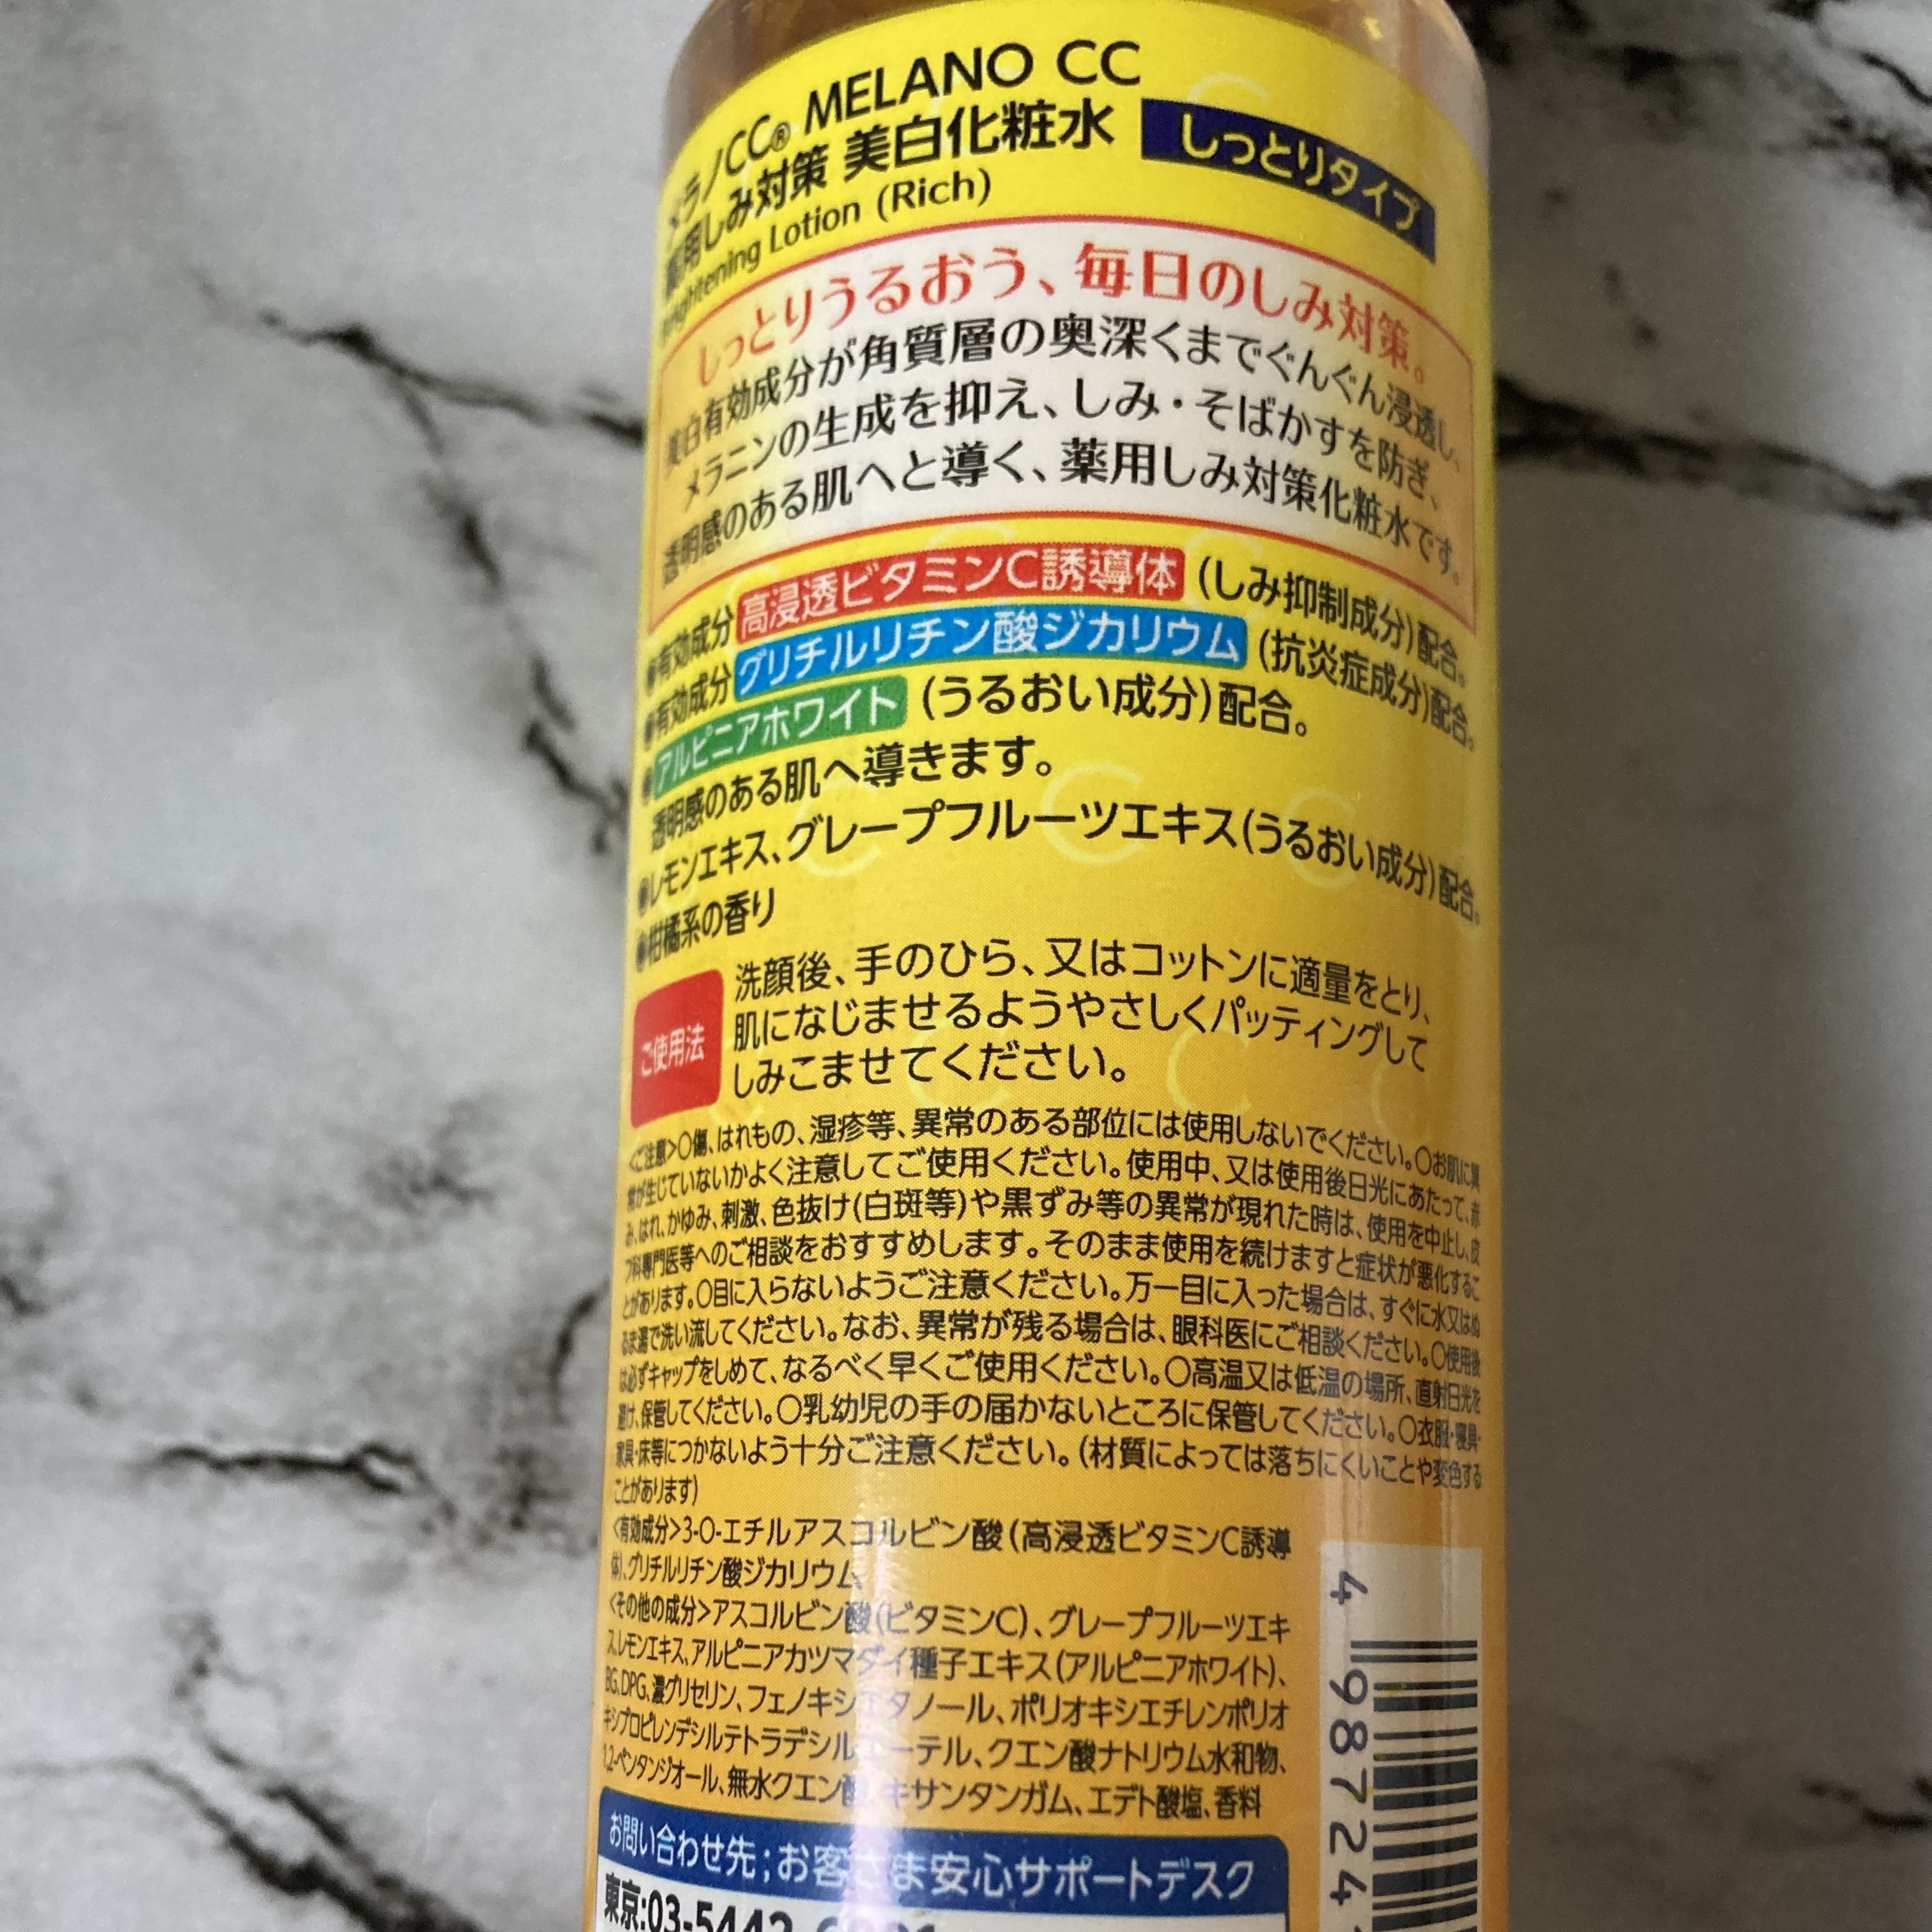 メラノCC® MELANO CC
薬用しみ対策 美白化粧水 しっとりタイプ
Brightening Lotion (Rich)
しっとりうるおう、毎日のしみ対策。
美白有効成分が角質層の奥深くまでぐんぐん浸透し、
メラニンの生成を抑え、しみ・そばかすを防ぎ、
透明感のある肌へと導く、薬用しみ対策化粧水です。
●有効成分 高浸透ビタミンC誘導体 (しみ抑制成分)配合。
●有効成分 グリチルリチン酸ジカリウム (抗炎症成分)配合。
●アルピニアホワイト (うるおい成分)配合。
透明感のある肌へ導きます。
●レモンエキス、グレープフルーツエキス(うるおい成分)配合。
●柑橘系の香り
ご使用法
洗顔後、手のひら、又はコットンに適量をとり、
肌になじませるようやさしくパッティングして
しみこませてください。
<ご注意>○傷、はれもの、湿疹等、異常のある部位には使用しないでください。○お肌に異
常が生じていないかよく注意してご使用ください。使用中、又は使用後日光にあたって、赤
み、はれ、かゆみ、刺激、色抜け(白斑等)や黒ずみ等の異常が現れた時は、使用を中止し、皮
フ科専門医等へのご相談をおすすめします。そのまま使用を続けますと症状が悪化するこ
とがあります。○目に入らないようご注意ください。万一目に入った場合は、すぐに水又はぬ
るま湯で洗い流してください。なお、異常が残る場合は、眼科医にご相談ください。○使用後
は必ずキャップをしめて、なるべく早くご使用ください。○高温又は低温の場所、直射日光を
避け、保管してください。○乳幼児の手の届かないところに保管してください。○衣服・寝具・
家具・床等につかないよう十分ご注意ください。(材質によっては落ちにくいことや変色する
ことがあります)
<有効成分>3-O-エチルアスコルビン酸(高浸透ビタミンC誘導
体)、グリチルリチン酸ジカリウム
<その他の成分>アスコルビン酸(ビタミンC)、グレープフルーツエキ
ス、レモンエキス、アルピニアカツマダイ種子エキス(アルピニアホワイト)、
BG、DPG、濃グリセリン、フェノキシエタノール、ポリオキシエチレンポリオ
キシプロピレンデシルテトラデシルエーテル、クエン酸ナトリウム水和物、
1,2-ペンタンジオール、無水クエン酸、キサンタンガム、エデト酸塩、香料
お問い合わせ先;お客さま安心サポートデスク
東京:03-5442-
4 987241